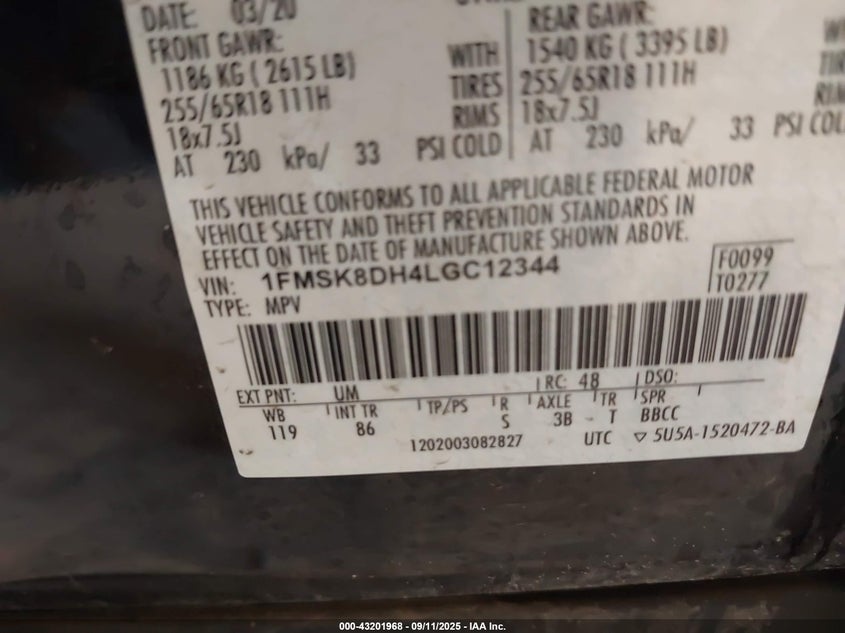 DATE: 03/20
FRONT GAWR:
1186 KG ( 2615 LB)
255/65R18 111H
18x7.5J
AT 230 kPa/ 33 PSI COLD
WITH
TIRES
RIMS
REAR GAWR:
1540 KG ( 3395 LB)
255/65R18 111H
18x7.5J
AT 230 kPa/ 33 PSI COL
THIS VEHICLE CONFORMS TO ALL APPLICABLE FEDERAL MOTOR
VEHICLE SAFETY AND THEFT PREVENTION STANDARDS IN
EFFECT ON THE DATE OF MANUFACTURE SHOWN ABOVE.
VIN: 1FMSK8DH4LGC12344
TYPE: MPV
F0099
T0277
EXT PNT: UM RC: 48 DSO:
WB INT TR TP/PS R AXLE TR SPR
119 86 S 3B - T BBCC
1202003082827 UTC ▽ 5U5A-1520472-BA
000-43201968 - 09/11/2025 - IAA Inc.